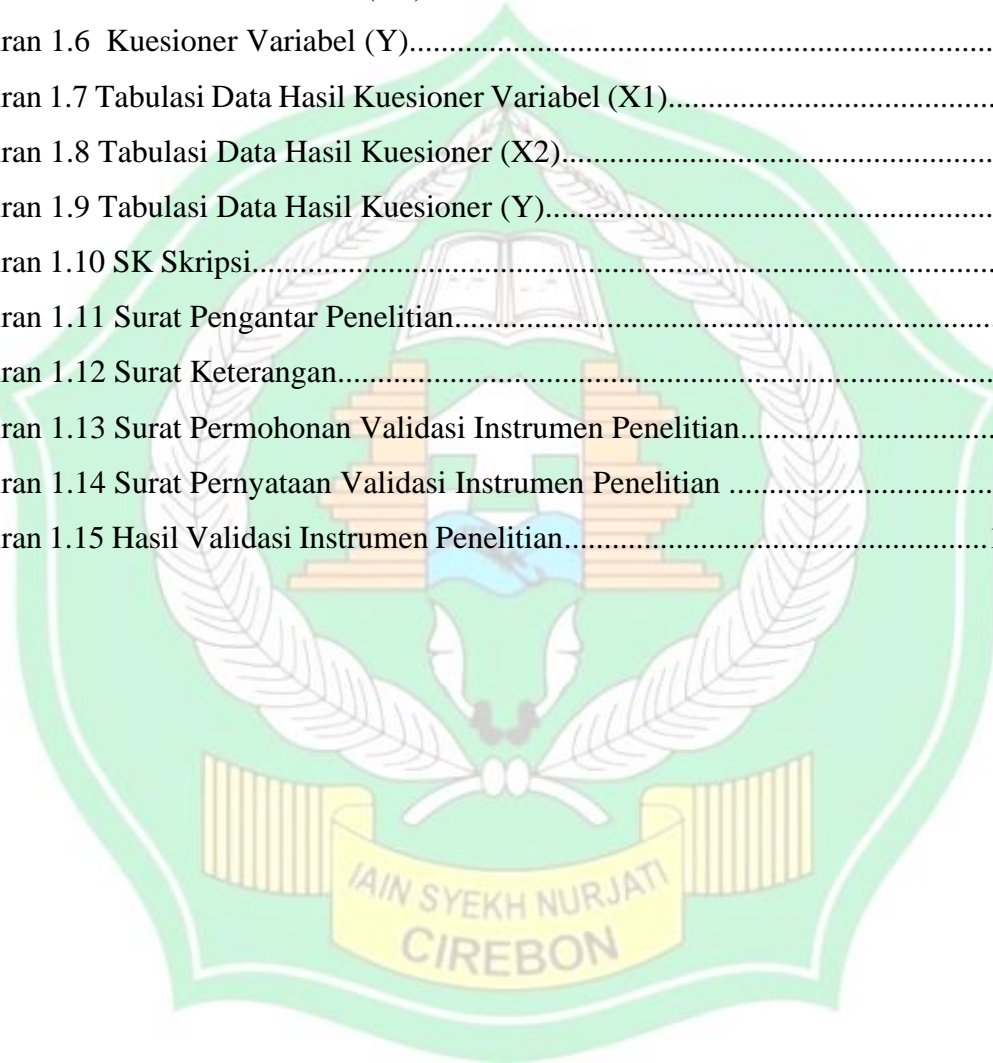 ran 1.6 Kuesioner Variabel (Y)...............................................................................
ran 1.7 Tabulasi Data Hasil Kuesioner Variabel (X1)............................................
ran 1.8 Tabulasi Data Hasil Kuesioner (X2)...........................................................
ran 1.9 Tabulasi Data Hasil Kuesioner (Y).............................................................
ran 1.10 SK Skripsi..................................................................................................
ran 1.11 Surat Pengantar Penelitian.........................................................................
ran 1.12 Surat Keterangan........................................................................................
ran 1.13 Surat Permohonan Validasi Instrumen Penelitian....................................
ran 1.14 Surat Pernyataan Validasi Instrumen Penelitian ....................................
ran 1.15 Hasil Validasi Instrumen Penelitian.........................................................
IAIN SYEKH NURJATI
CIREBON